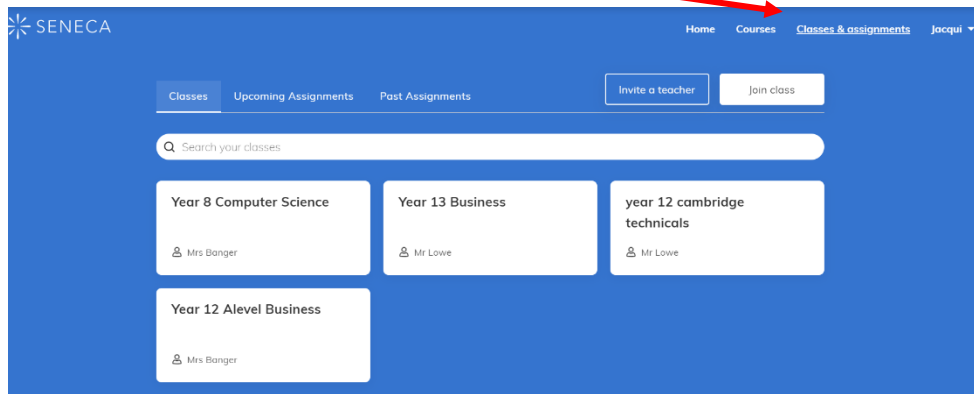 SENECA
Home Courses Classes & assignments Jacqui
Classes Upcoming Assignments Past Assignments Invite a teacher Join class
Search your classes
Year 8 Computer Science
Mrs Banger
Year 13 Business
Mr Lowe
year 12 cambridge
technicals
Mr Lowe
Year 12 Alevel Business
Mrs Banger